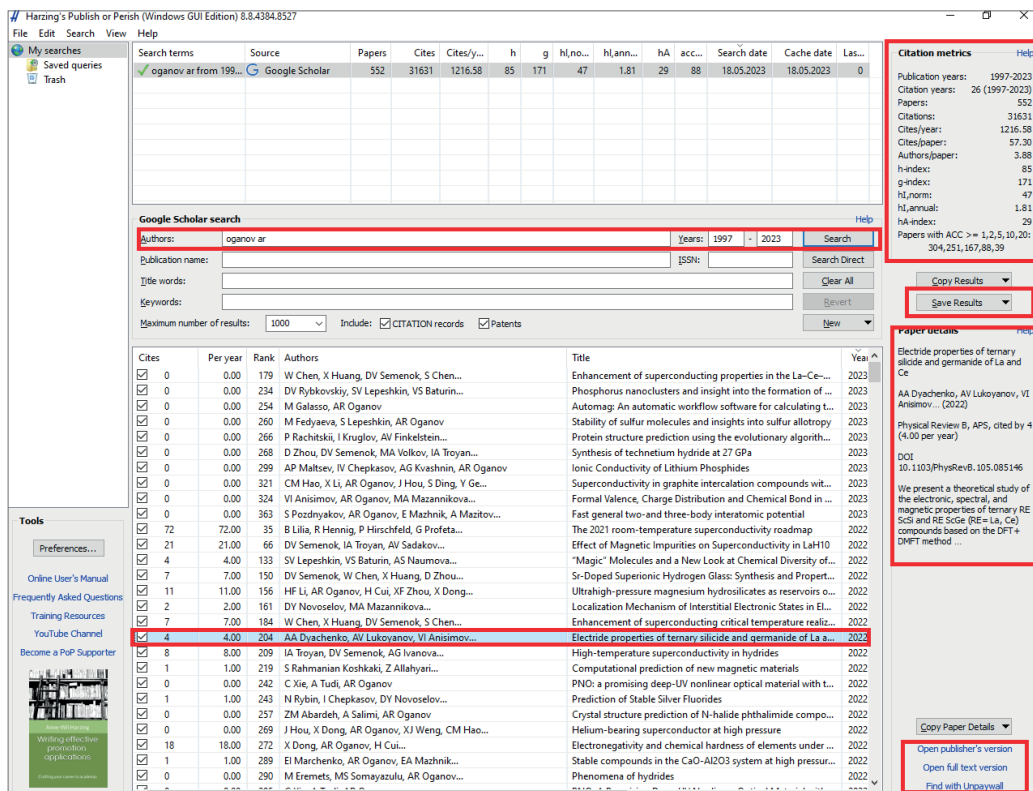 Harzing's Publish or Perish (Windows GUI Edition) 8.8.4384.8527
File Edit Search View Help
My searches
Saved queries
Trash
Search terms Source Papers Cites Cites/y... h g hI,no... hI,ann... hA acc... Search date Cache date Las...
oganov ar from 199... Google Scholar 552 31631 1216.58 85 171 47 1.81 29 88 18.05.2023 18.05.2023 0
Google Scholar search Help
Authors: oganov ar Years: 1997 - 2023 Search
Publication name: ISSN: Search Direct
Title words: Clear All
Keywords: Revert
Maximum number of results: 1000 Include: CITATION records Patents New
Cites Per year Rank Authors Title Year
0 0.00 179 W Chen, X Huang, DV Semenok, S Chen... Enhancement of superconducting properties in the La–Ce–... 2023
0 0.00 234 DV Rybkovskiy, SV Lepeshkin, VS Baturin... Phosphorus nanoclusters and insight into the formation of ... 2023
0 0.00 254 M Galasso, AR Oganov Automag: An automatic workflow software for calculating t... 2023
0 0.00 260 M Fedyaeva, S Lepeshkin, AR Oganov Stability of sulfur molecules and insights into sulfur allotropy 2023
0 0.00 266 P Rachitskii, I Kruglov, AV Finkelstein... Protein structure prediction using the evolutionary algorith... 2023
0 0.00 268 D Zhou, DV Semenok, MA Volkov, IA Troyan... Synthesis of technetium hydride at 27 GPa 2023
0 0.00 299 AP Maltsev, IV Chepkasov, AG Kvashnin, AR Oganov Ionic Conductivity of Lithium Phosphides 2023
0 0.00 321 CM Hao, X Li, AR Oganov, J Hou, S Ding, Y Ge... Superconductivity in graphite intercalation compounds wit... 2023
0 0.00 324 VI Anisimov, AR Oganov, MA Mazannikova... Formal Valence, Charge Distribution and Chemical Bond in ... 2023
0 0.00 363 S Pozdnyakov, AR Oganov, E Mazhnik, A Mazitov... Fast general two-and three-body interatomic potential 2023
72 72.00 35 B Lilia, R Hennig, P Hirschfeld, G Profeta... The 2021 room-temperature superconductivity roadmap 2022
21 21.00 66 DV Semenok, IA Troyan, AV Sadakov... Effect of Magnetic Impurities on Superconductivity in LaH10 2022
4 4.00 133 SV Lepeshkin, VS Baturin, AS Naumova... "Magic" Molecules and a New Look at Chemical Diversity of... 2022
7 7.00 150 DV Semenok, W Chen, X Huang, D Zhou... Sr-Doped Superionic Hydrogen Glass: Synthesis and Propert... 2022
11 11.00 156 HF Li, AR Oganov, H Cui, XF Zhou, X Dong... Ultrahigh-pressure magnesium hydrosilicates as reservoirs o... 2022
2 2.00 161 DY Novoselov, MA Mazannikova... Localization Mechanism of Interstitial Electronic States in El... 2022
7 7.00 184 W Chen, X Huang, DV Semenok, S Chen... Enhancement of superconducting critical temperature realiz... 2022
4 4.00 204 AA Dyachenko, AV Lukoyanov, VI Anisimov... Electride properties of ternary silicide and germanide of La a... 2022
8 8.00 209 IA Troyan, DV Semenok, AG Ivanova... High-temperature superconductivity in hydrides 2022
1 1.00 219 S Rahmanian Koshkaki, Z Allahyari... Computational prediction of new magnetic materials 2022
0 0.00 242 C Xie, A Tudi, AR Oganov PNO: a promising deep-UV nonlinear optical material with t... 2022
1 1.00 243 N Rybin, I Chepkasov, DY Novoselov... Prediction of Stable Silver Fluorides 2022
0 0.00 257 ZM Abardeh, A Salimi, AR Oganov Crystal structure prediction of N-halide phthalimide compo... 2022
0 0.00 269 J Hou, X Dong, AR Oganov, XJ Weng, CM Hao... Helium-bearing superconductor at high pressure 2022
18 18.00 272 X Dong, AR Oganov, H Cui... Electronegativity and chemical hardness of elements under ... 2022
1 1.00 289 EI Marchenko, AR Oganov, EA Mazhnik... Stable compounds in the CaO-Al2O3 system at high pressur... 2022
0 0.00 290 M Eremets, MS Somayazulu, AR Oganov... Phenomena of hydrides 2022
Tools
Preferences...
Online User's Manual
Frequently Asked Questions
Training Resources
YouTube Channel
Become a PoP Supporter
Writing effective
promotion
applications
Citation metrics Help
Publication years: 1997-2023
Citation years: 26 (1997-2023)
Papers: 552
Citations: 31631
Cites/year: 1216.58
Cites/paper: 57.30
Authors/paper: 3.88
h-index: 85
g-index: 171
hI,norm: 47
hI,annual: 1.81
hA-index: 29
Papers with ACC >= 1,2,5,10,20:
304,251,167,88,39
Copy Results
Save Results
Paper details Help
Electride properties of ternary
silicide and germanide of La and
Ce
AA Dyachenko, AV Lukoyanov, VI
Anisimov... (2022)
Physical Review B, APS, cited by 4
(4.00 per year)
DOI
10.1103/PhysRevB.105.085146
We present a theoretical study of
the electronic, spectral, and
magnetic properties of ternary RE
ScSi and RE ScGe (RE= La, Ce)
compounds based on the DFT+
DMFT method ...
Copy Paper Details
Open publisher's version
Open full text version
Find with Unpaywall